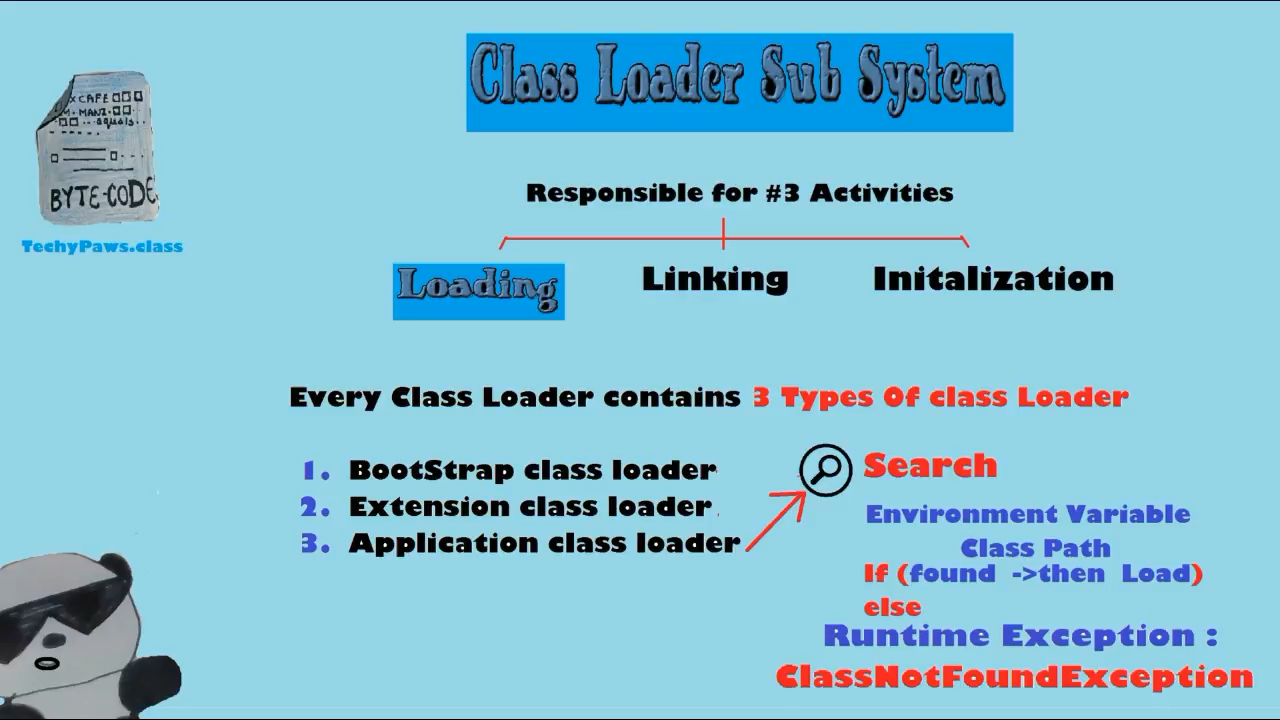 Class Loader Sub System
BYTE-CODE
TechyPaws.class
Responsible for #3 Activities
Loading
Linking
Initalization
Every Class Loader contains 3 Types Of class Loader
1. BootStrap class loader
2. Extension class loader
3. Application class loader
Search
Environment Variable
Class Path
If (found ->then Load)
else
Runtime Exception :
ClassNotFoundException